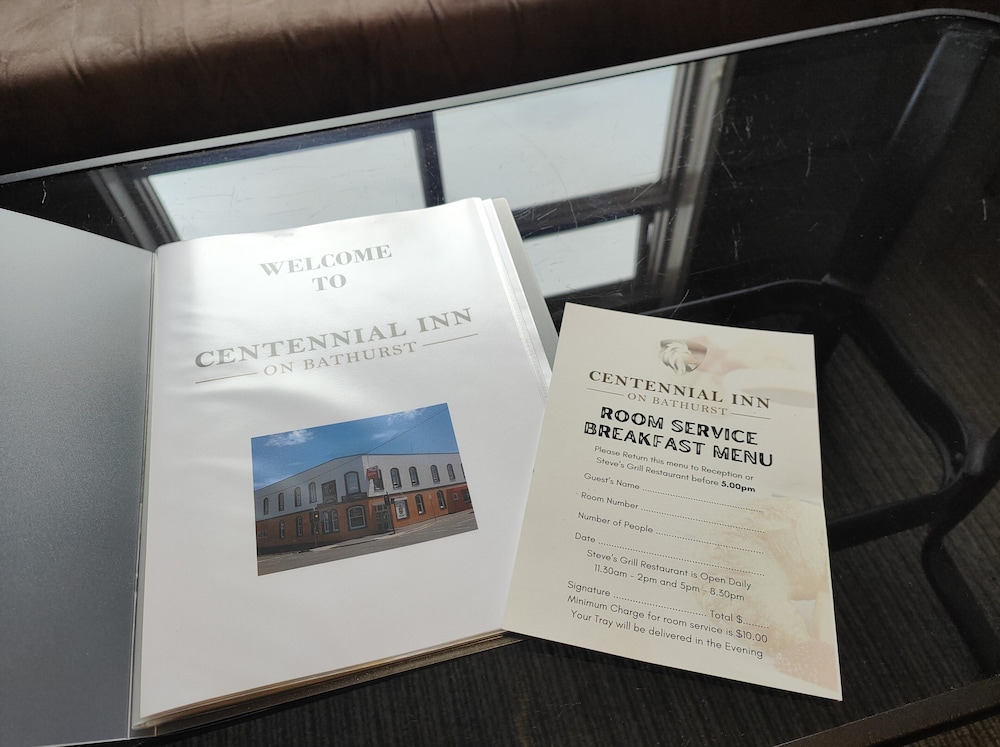 WELCOME
TO
CENTENNIAL INN
ON BATHURST
CENTENNIAL INN
ON BATHURST
ROOM SERVICE
BREAKFAST MENU
Please Return this menu to Reception or
Steve's Grill Restaurant before 5.00pm
Guest's Name
Room Number
Number of People
Date
Steve's Grill Restaurant is Open Daily
11.30am - 2pm and 5pm - 8.30pm
Signature Total $
Minimum Charge for room service is $10.00
Your Tray will be delivered in the Evening